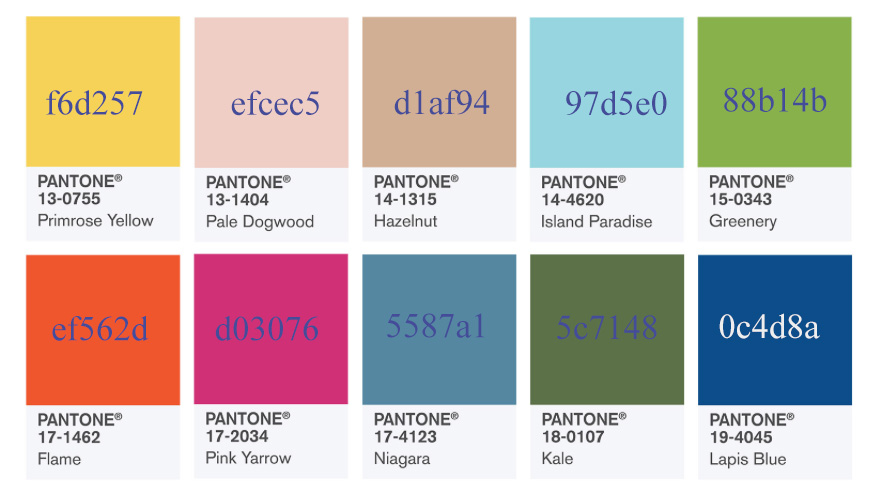 f6d257
PANTONE®
13-0755
Primrose Yellow
efcec5
PANTONE®
13-1404
Pale Dogwood
d1af94
PANTONE®
14-1315
Hazelnut
97d5e0
PANTONE®
14-4620
Island Paradise
88b14b
PANTONE®
15-0343
Greenery
ef562d
PANTONE®
17-1462
Flame
d03076
PANTONE®
17-2034
Pink Yarrow
5587a1
PANTONE®
17-4123
Niagara
5c7148
PANTONE®
18-0107
Kale
0c4d8a
PANTONE®
19-4045
Lapis Blue